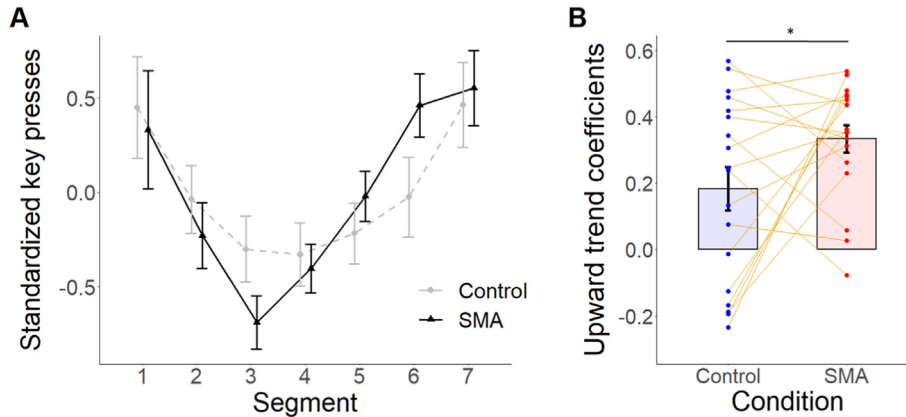 A
Standardized key presses
0.5
0.0
-0.5
1 2 3 4 5 6 7
Segment
Control
SMA
B
Upward trend coefficients
*
0.6
0.4
0.2
0.0
-0.2
Control SMA
Condition